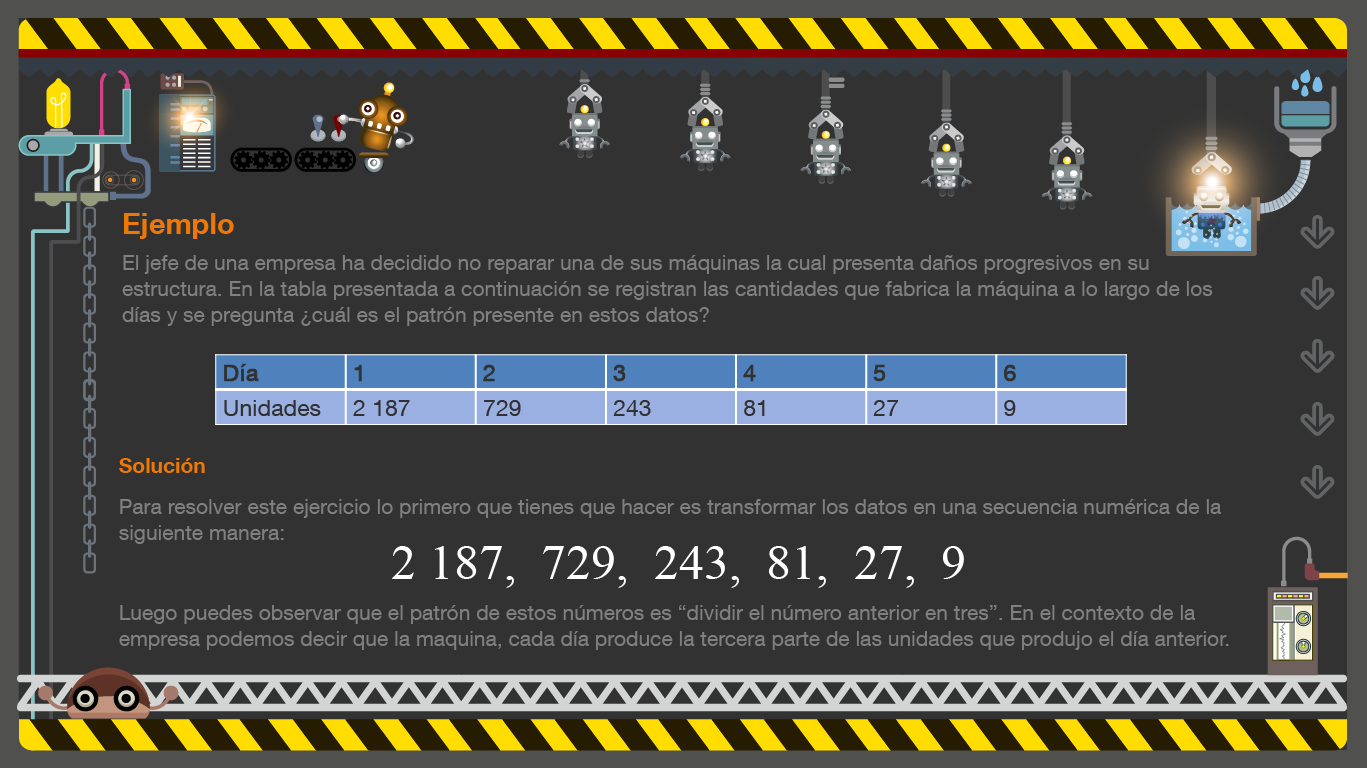 Ejemplo
El jefe de una empresa ha decidido no reparar una de sus máquinas la cual presenta daños progresivos en su
estructura. En la tabla presentada a continuación se registran las cantidades que fabrica la máquina a lo largo de los
días y se pregunta ¿cuál es el patrón presente en estos datos?
Día 1 2 3 4 5 6
Unidades 2 187 729 243 81 27 9
Solución
Para resolver este ejercicio lo primero que tienes que hacer es transformar los datos en una secuencia numérica de la
siguiente manera:
2 187, 729, 243, 81, 27, 9
Luego puedes observar que el patrón de estos números es “dividir el número anterior en tres”. En el contexto de la
empresa podemos decir que la maquina, cada día produce la tercera parte de las unidades que produjo el día anterior.